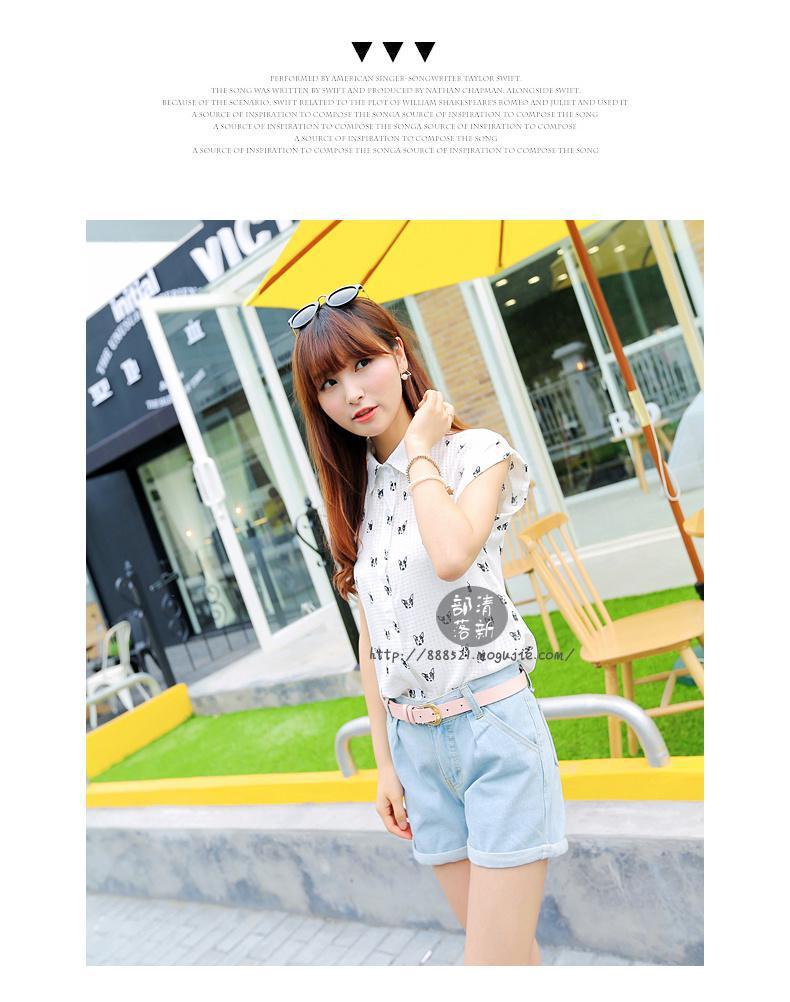 PERFORMED BY AMERICAN SINGER-SONGWRITER TAYLOR SWIFT.
THE SONG WAS WRITTEN BY SWIFT AND PRODUCED BY NATHAN CHAPMAN, ALONGSIDE SWIFT.
BECAUSE OF THE SCENARIO, SWIFT RELATED TO THE PLOT OF WILLIAM SHAKESPEARE'S ROMEO AND JULIET AND USED IT
A SOURCE OF INSPIRATION TO COMPOSE THE SONGA SOURCE OF INSPIRATION TO COMPOSE THE SONG
A SOURCE OF INSPIRATION TO COMPOSE THE SONGA SOURCE OF INSPIRATION TO COMPOSE
A SOURCE OF INSPIRATION TO COMPOSE THE SONG
A SOURCE OF INSPIRATION TO COMPOSE THE SONGA SOURCE OF INSPIRATION TO COMPOSE THE SONG
Initial
VICT
清新部落
http://888521.mogujie.com/